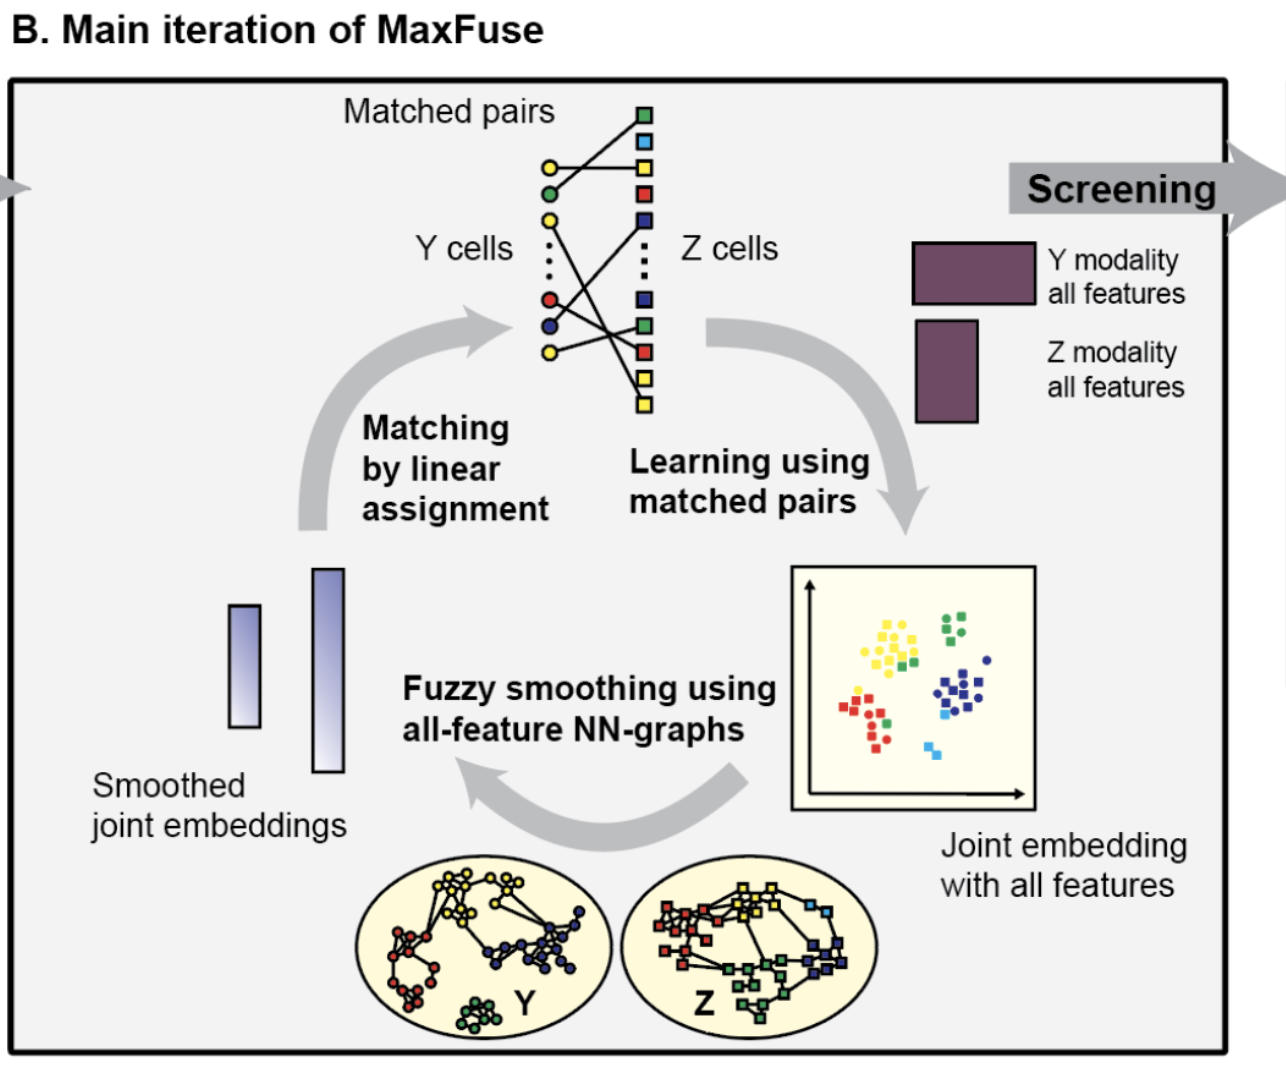 B. Main iteration of MaxFuse
Matched pairs
Screening
Y cells
Z cells
Y modality
all features
Z modality
all features
Matching
by linear
assignment
Learning using
matched pairs
Fuzzy smoothing using
all-feature NN-graphs
Smoothed
joint embeddings
Joint embedding
with all features
Y
Z